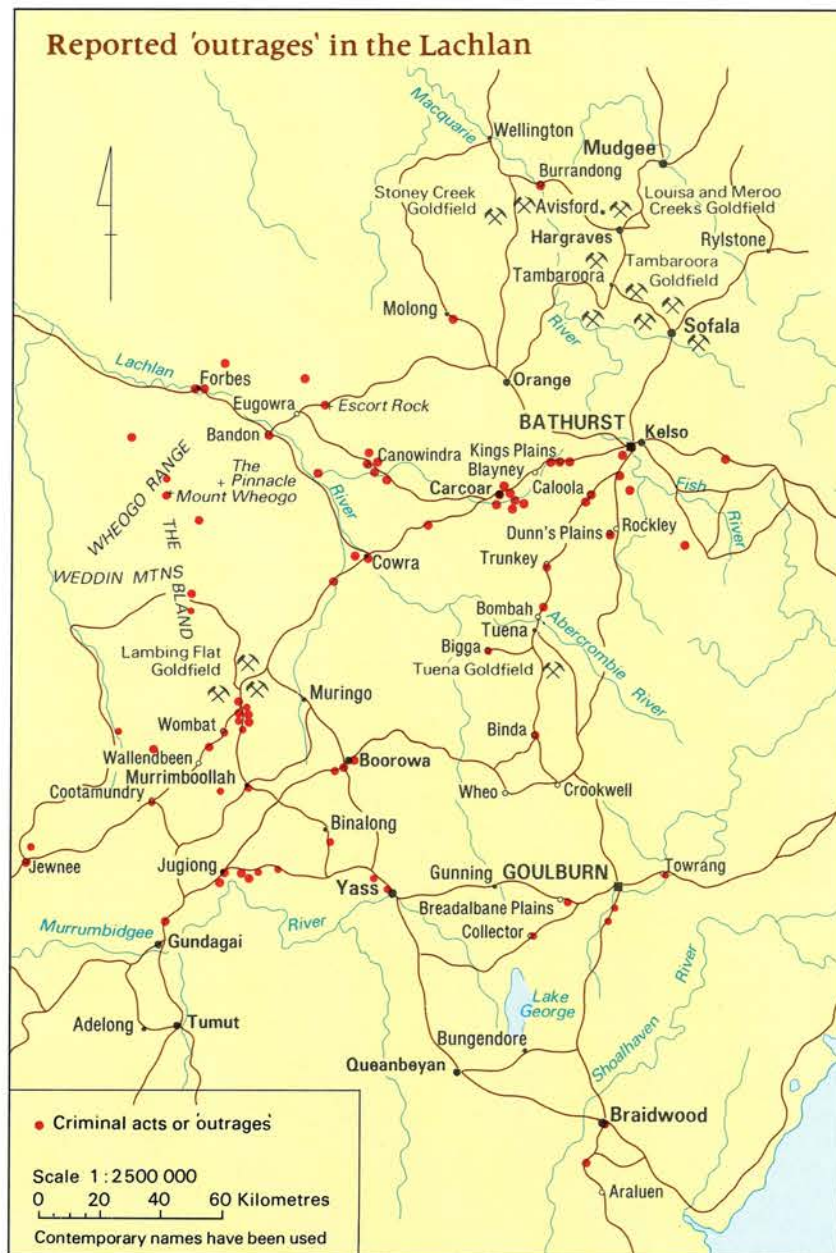 Reported 'outrages' in the Lachlan
Macquarie
Wellington
Mudgee
Burrandong
Stoney Creek
Goldfield
Avisford
Louisa and Meroo
Creeks Goldfield
Hargraves
Rylstone
Tambaroora
Tambaroora
Goldfield
Molong
River
Sofala
Lachlan
Forbes
Orange
Eugowra
Escort Rock
BATHURST
Kelso
Bandon
Canowindra
Kings Plains
Blayney
WHEOGO RANGE
The
Pinnacle
Mount Wheogo
River
Carcoar
Caloola
Fish
River
Dunn's Plains
Rockley
THE BLAND
Cowra
Trunkey
WEDDIN MTNS
Bombah
Abercrombie
River
Tuena
Bigga
Lambing Flat
Goldfield
Tuena Goldfield
Muringo
Wombat
Binda
Wallendbeen
Boorowa
Murrimboollah
Cootamundry
Wheo
Crookwell
Binalong
Jewnee
Jugiong
Gunning
GOULBURN
Towrang
Yass
Breadalbane Plains
Murrumbidgee
River
Collector
Gundagai
River
Lake
George
Shoalhaven
Adelong
Tumut
Bungendore
Queanbeyan
Braidwood
Criminal acts or 'outrages'
Araluen
Scale 1:2500 000
0 20 40 60 Kilometres
Contemporary names have been used